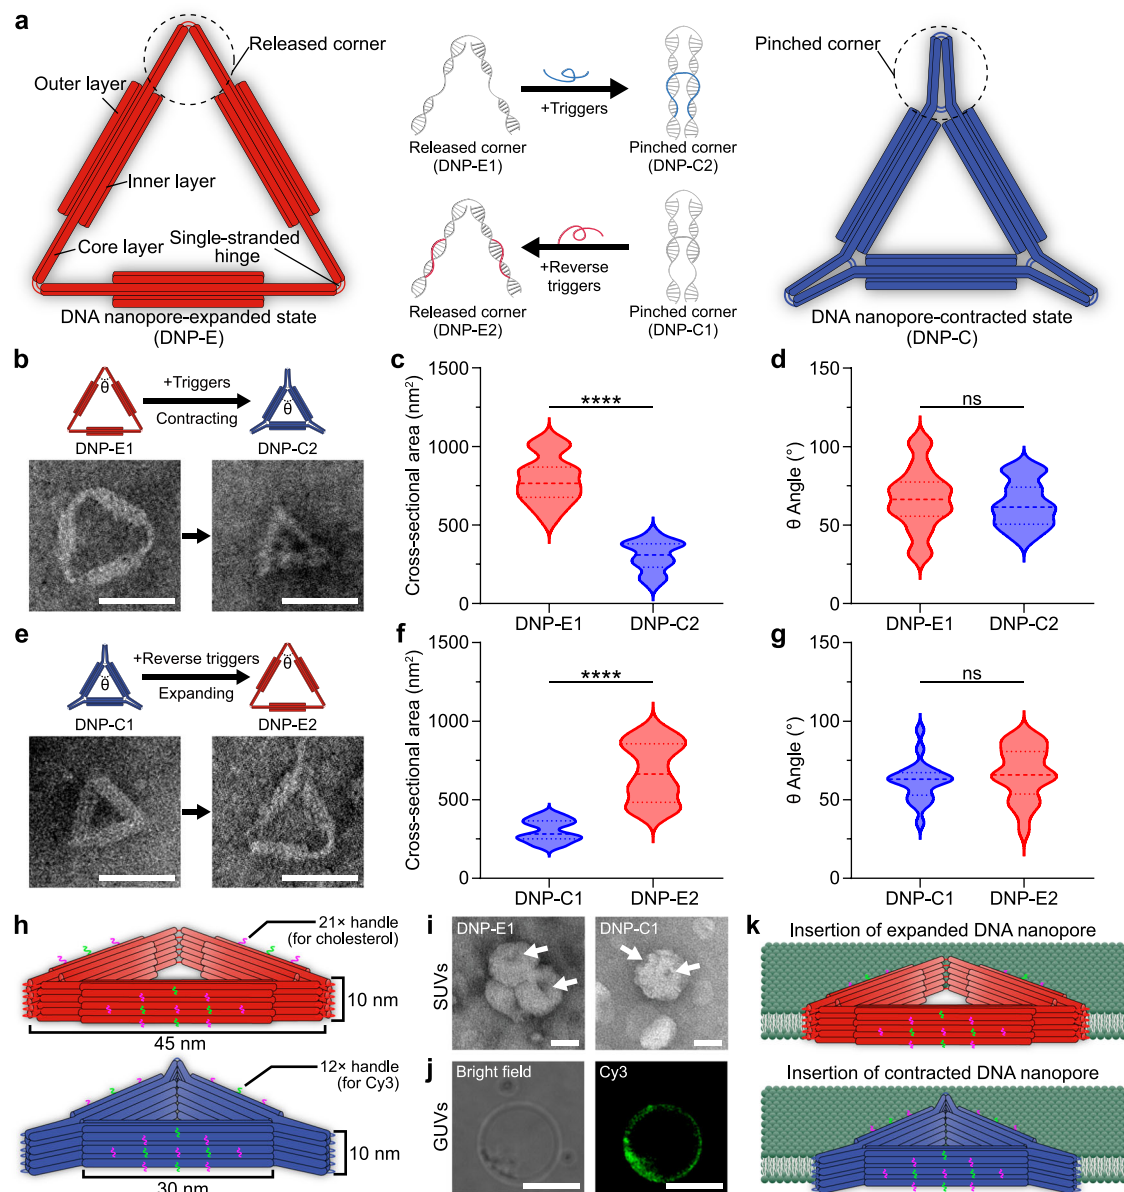 a
Released corner
Outer layer
Inner layer
Core layer
Single-stranded
hinge
DNA nanopore-expanded state
(DNP-E)
+Triggers
Released corner
(DNP-E1)
Pinched corner
(DNP-C2)
+Reverse
triggers
Released corner
(DNP-E2)
Pinched corner
(DNP-C1)
Pinched corner
DNA nanopore-contracted state
(DNP-C)
b
θ
+Triggers
Contracting
θ
DNP-E1
DNP-C2
c
Cross-sectional area (nm²)
1500
1000
500
0
****
DNP-E1
DNP-C2
d
θ Angle (°)
150
100
50
0
ns
DNP-E1
DNP-C2
e
θ
+Reverse triggers
Expanding
θ
DNP-C1
DNP-E2
f
Cross-sectional area (nm²)
1500
1000
500
0
****
DNP-C1
DNP-E2
g
θ Angle (°)
150
100
50
0
ns
DNP-C1
DNP-E2
h
21× handle
(for cholesterol)
10 nm
45 nm
12× handle
(for Cy3)
10 nm
30 nm
i
SUVs
DNP-E1
DNP-C1
j
GUVs
Bright field
Cy3
k
Insertion of expanded DNA nanopore
Insertion of contracted DNA nanopore